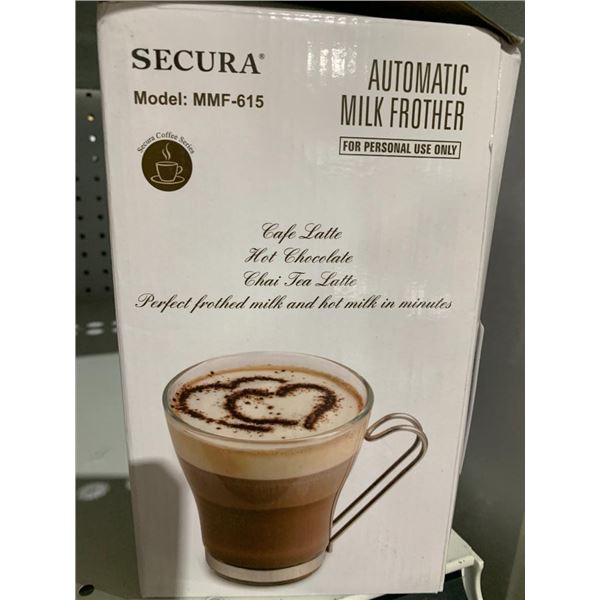 SECURA®
Model: MMF-615
Secura Coffee Series
AUTOMATIC
MILK FROTHER
FOR PERSONAL USE ONLY
Cafe Latte
Hot Chocolate
Chai Tea Latte
Perfect frothed milk and hot milk in minutes